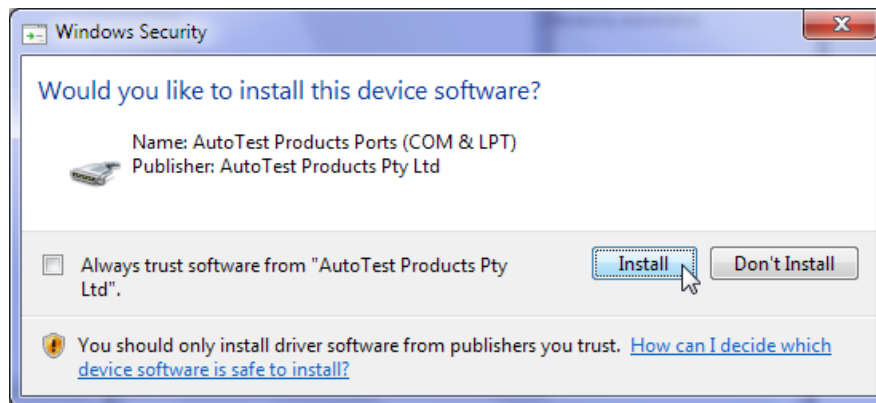 Windows Security
Would you like to install this device software?
Name: AutoTest Products Ports (COM & LPT)
Publisher: AutoTest Products Pty Ltd
Always trust software from "AutoTest Products Pty
Ltd".
Install
Don't Install
You should only install driver software from publishers you trust. How can I decide which
device software is safe to install?